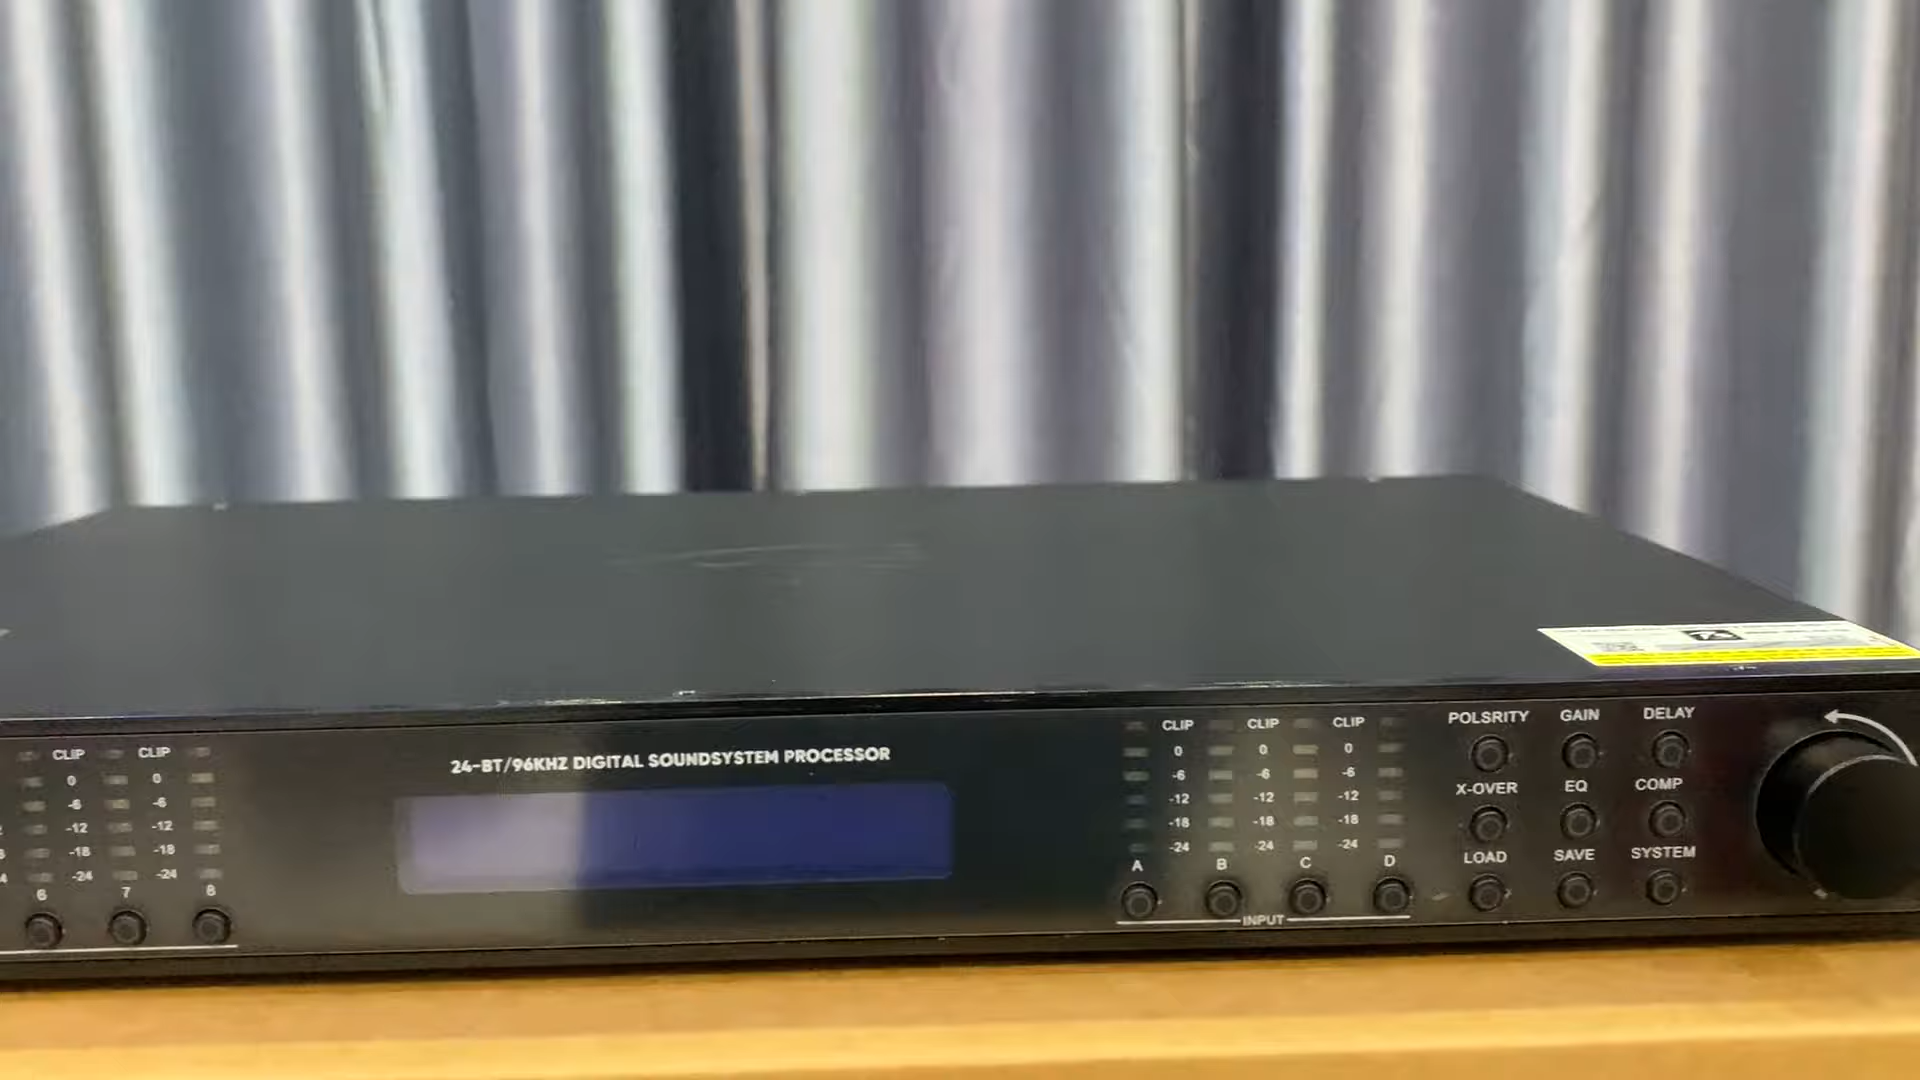 24-BT/96KHZ DIGITAL SOUNDSYSTEM PROCESSOR
CLIP CLIP
0 0
-6 -6
-12 -12
-18 -18
-24 -24
6 7 8
CLIP CLIP CLIP
0 0 0
-6 -6 -6
-12 -12 -12
-18 -18 -18
-24 -24 -24
A B C D
INPUT
POLSRITY GAIN DELAY
X-OVER EQ COMP
LOAD SAVE SYSTEM